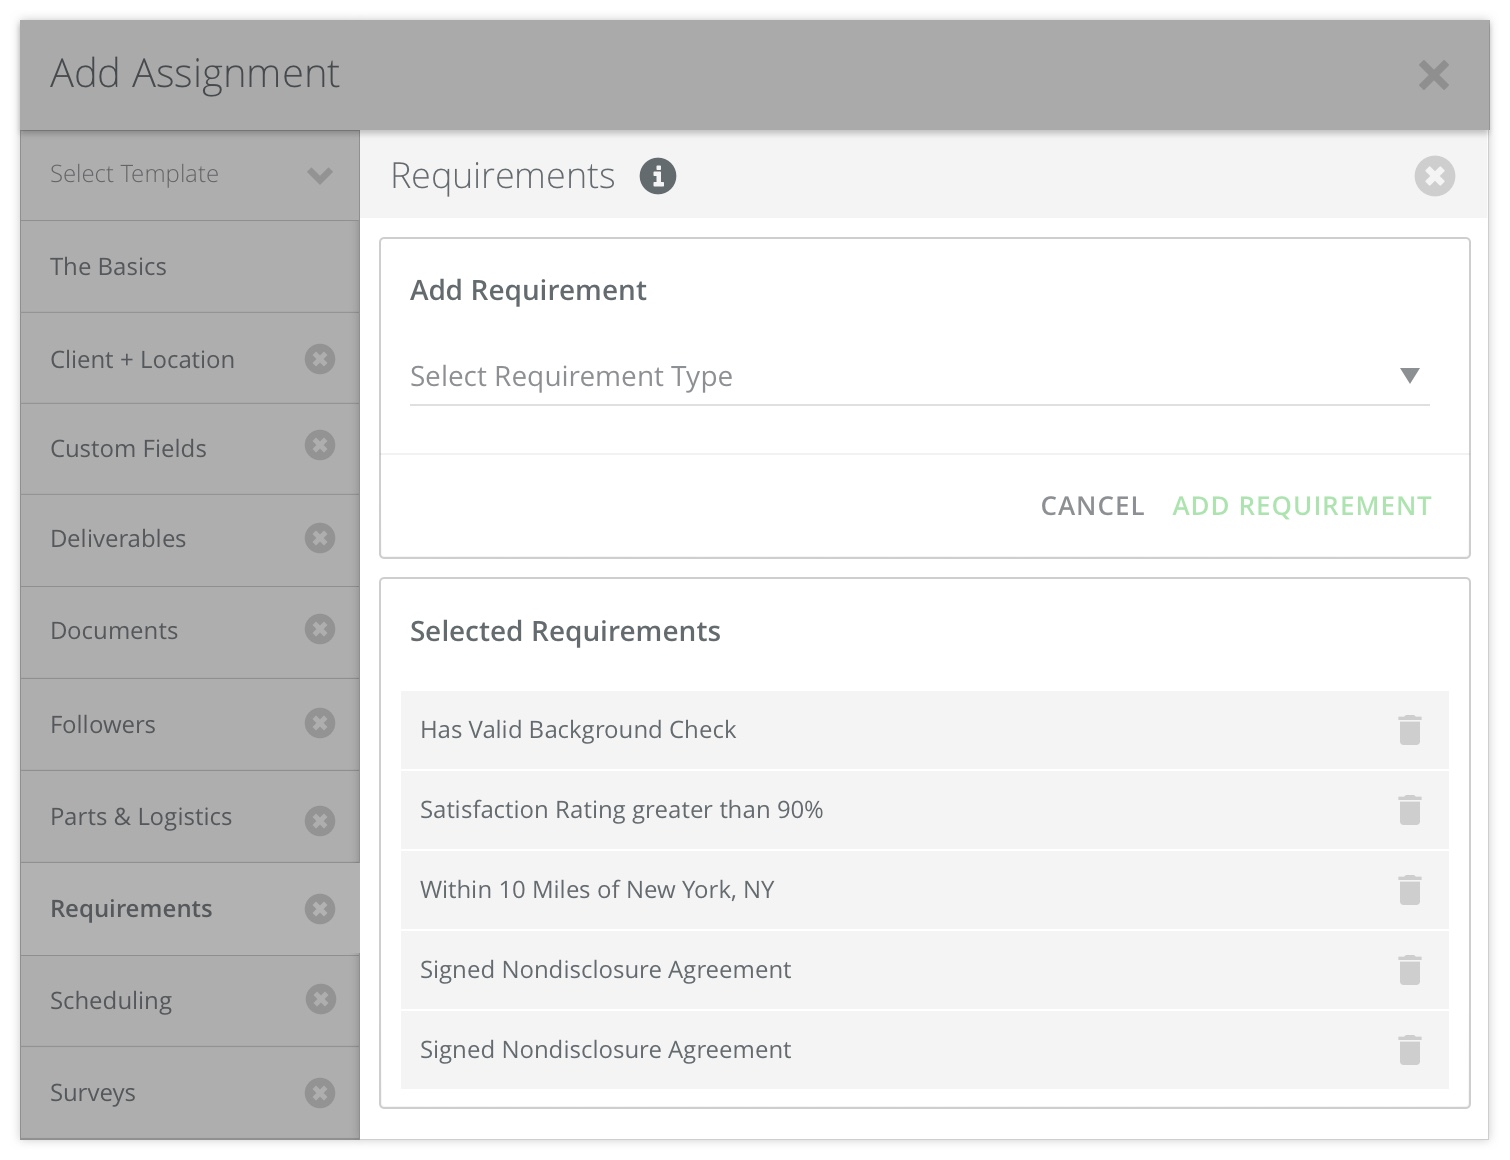 Add Assignment
Select Template
The Basics
Client + Location
Custom Fields
Deliverables
Documents
Followers
Parts & Logistics
Requirements
Scheduling
Surveys
Requirements
Add Requirement
Select Requirement Type
CANCEL ADD REQUIREMENT
Selected Requirements
Has Valid Background Check
Satisfaction Rating greater than 90%
Within 10 Miles of New York, NY
Signed Nondisclosure Agreement
Signed Nondisclosure Agreement